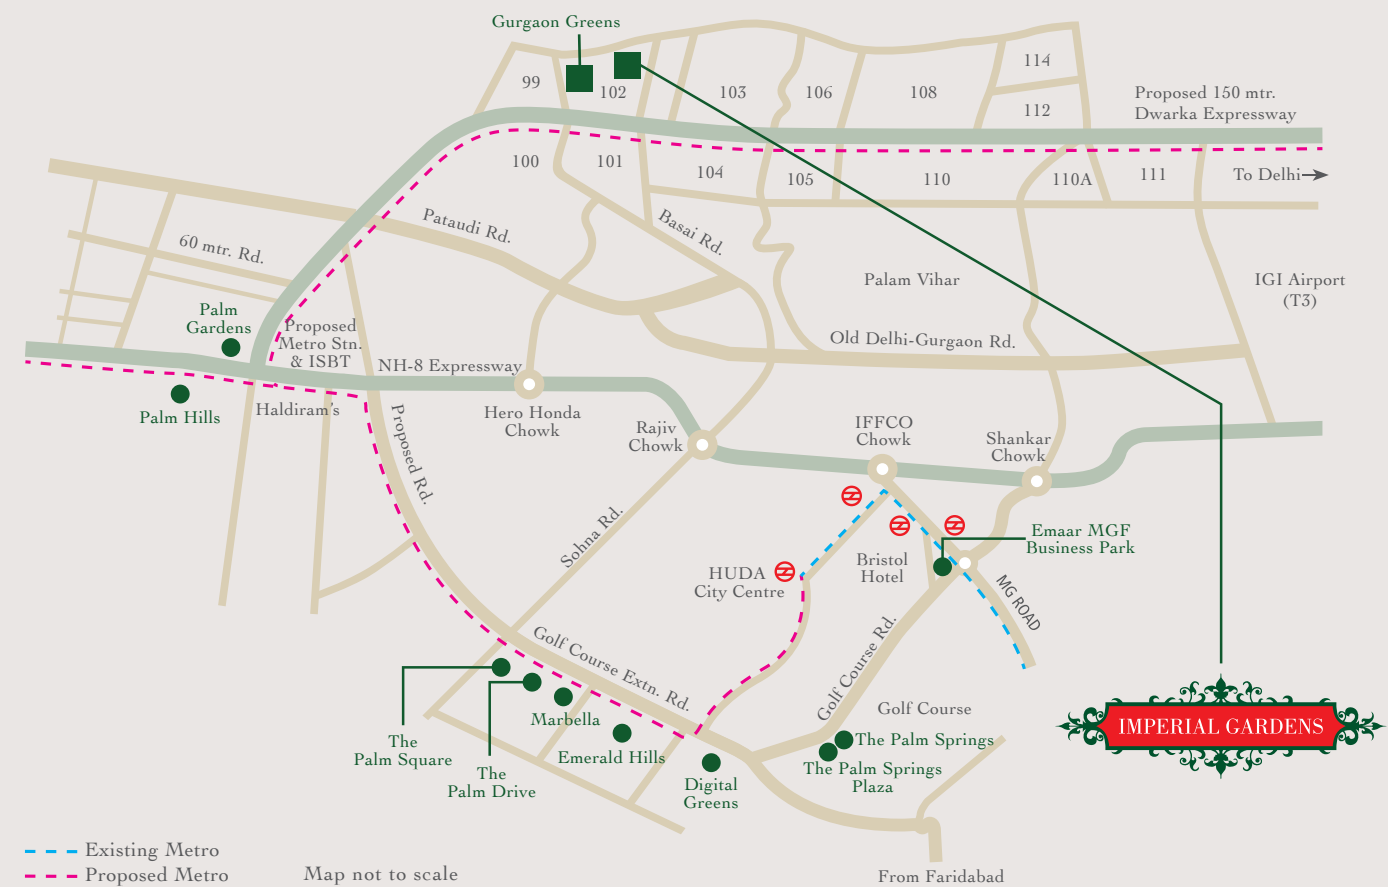 Gurgaon Greens
99
102
103
106
108
114
112
Proposed 150 mtr.
Dwarka Expressway
100
101
104
105
110
110A
111
To Delhi
Pataudi Rd.
Basai Rd.
60 mtr. Rd.
Palam Vihar
IGI Airport
(T3)
Palm
Gardens
Proposed
Metro Stn.
& ISBT
Old Delhi-Gurgaon Rd.
NH-8 Expressway
Palm Hills
Haldiram's
Proposed Rd.
Hero Honda
Chowk
Rajiv
Chowk
IFFCO
Chowk
Shankar
Chowk
Sohna Rd.
Emaar MGF
Business Park
HUDA
City Centre
Bristol
Hotel
MG ROAD
Golf Course Extn. Rd.
Golf Course Rd.
Marbella
Golf Course
IMPERIAL GARDENS
The
Palm Square
Emerald Hills
The Palm Springs
The Palm Springs
Plaza
The
Palm Drive
Digital
Greens
Existing Metro
Proposed Metro
Map not to scale
From Faridabad